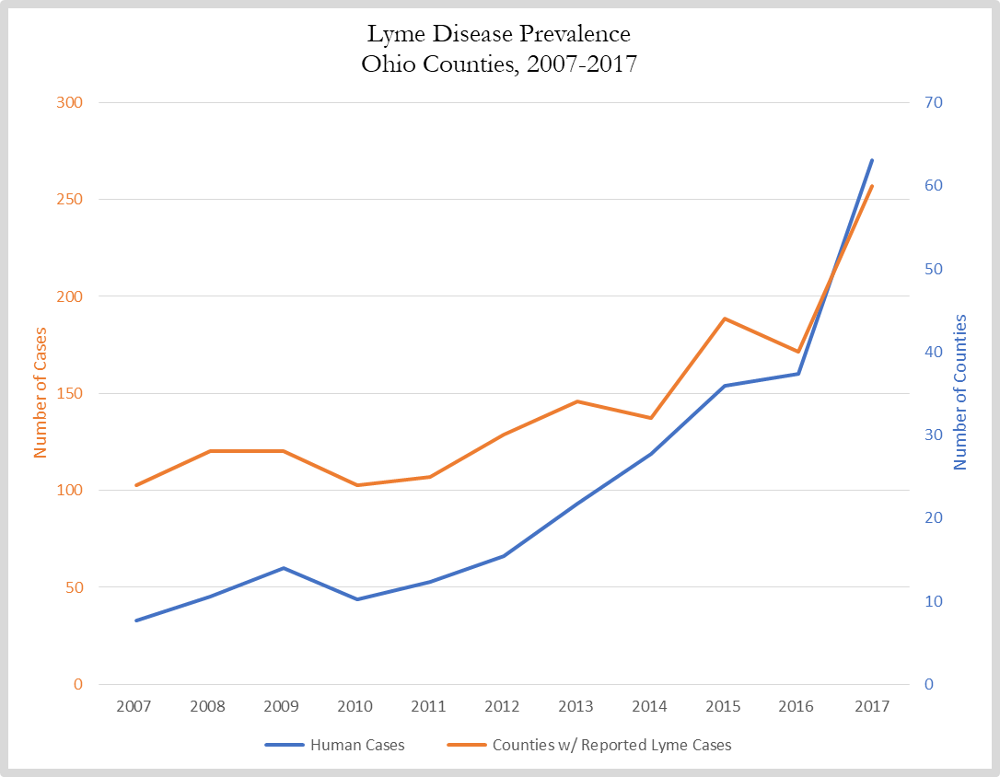 Lyme Disease Prevalence
Ohio Counties, 2007-2017
300
250
200
150
100
50
0
Number of Cases
70
60
50
40
30
20
10
0
Number of Counties
2007 2008 2009 2010 2011 2012 2013 2014 2015 2016 2017
Human Cases Counties w/ Reported Lyme Cases